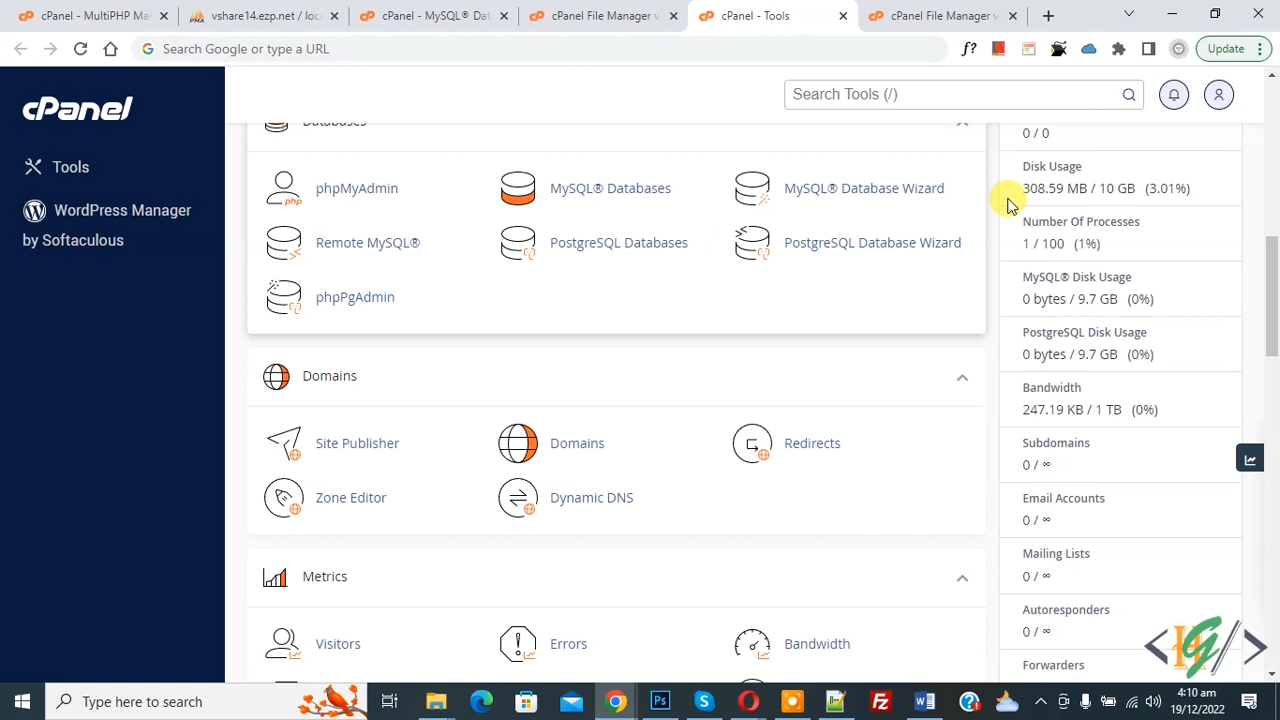 cPanel - MultiPHP Ma
vshare14.ezp.net / loca
cPanel - MySQL® Dat
cPanel File Manager v
cPanel - Tools
cPanel File Manager v
Search Google or type a URL
f?
Update
cPanel
Search Tools (/)
Tools
WordPress Manager
by Softaculous
Databases
phpMyAdmin
MySQL® Databases
MySQL® Database Wizard
Remote MySQL®
PostgreSQL Databases
PostgreSQL Database Wizard
phpPgAdmin
Domains
Site Publisher
Domains
Redirects
Zone Editor
Dynamic DNS
Metrics
Visitors
Errors
Bandwidth
0 / 0
Disk Usage
308.59 MB / 10 GB (3.01%)
Number Of Processes
1 / 100 (1%)
MySQL® Disk Usage
0 bytes / 9.7 GB (0%)
PostgreSQL Disk Usage
0 bytes / 9.7 GB (0%)
Bandwidth
247.19 KB / 1 TB (0%)
Subdomains
0 / ∞
Email Accounts
0 / ∞
Mailing Lists
0 / ∞
Autoresponders
0 / ∞
Forwarders
Type here to search
4:10 am
19/12/2022